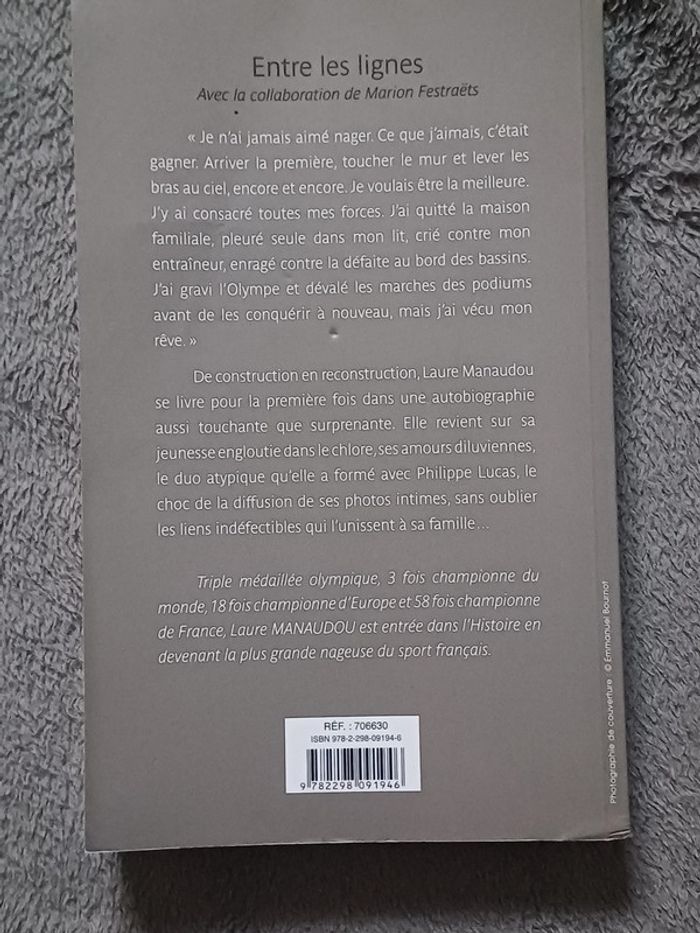 Entre les lignes
Avec la collaboration de Marion Festraëts
« Je n'ai jamais aimé nager. Ce que j'aimais, c'était
gagner. Arriver la première, toucher le mur et lever les
bras au ciel, encore et encore. Je voulais être la meilleure.
J'y ai consacré toutes mes forces. J'ai quitté la maison
familiale, pleuré seule dans mon lit, crié contre mon
entraîneur, enragé contre la défaite au bord des bassins.
J'ai gravi l'Olympe et dévalé les marches des podiums
avant de les conquérir à nouveau, mais j'ai vécu mon
rêve. »
De construction en reconstruction, Laure Manaudou
se livre pour la première fois dans une autobiographie
aussi touchante que surprenante. Elle revient sur sa
jeunesse engloutie dans le chlore, ses amours diluviennes,
le duo atypique qu'elle a formé avec Philippe Lucas, le
choc de la diffusion de ses photos intimes, sans oublier
les liens indéfectibles qui l'unissent à sa famille...
Triple médaillée olympique, 3 fois championne du
monde, 18 fois championne d'Europe et 58 fois championne
de France, Laure MANAUDOU est entrée dans l'Histoire en
devenant la plus grande nageuse du sport français.
RÉF. : 706630
ISBN 978-2-298-09194-6
9 782298 091946
Photographie de couverture : © Emmanuel Bournot